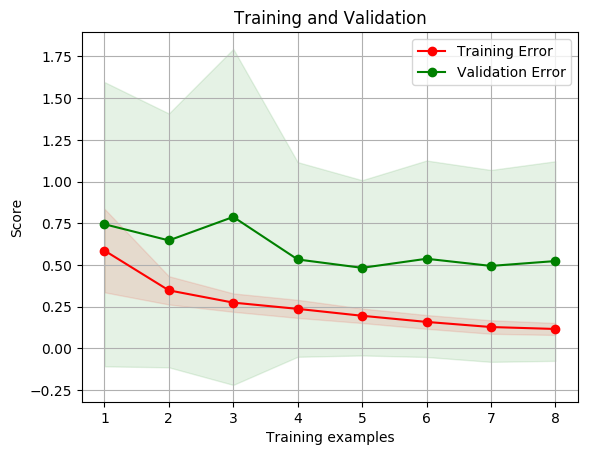 Training and Validation
Training Error
Validation Error
1.75
1.50
1.25
1.00
0.75
0.50
0.25
0.00
−0.25
Score
1 2 3 4 5 6 7 8
Training examples